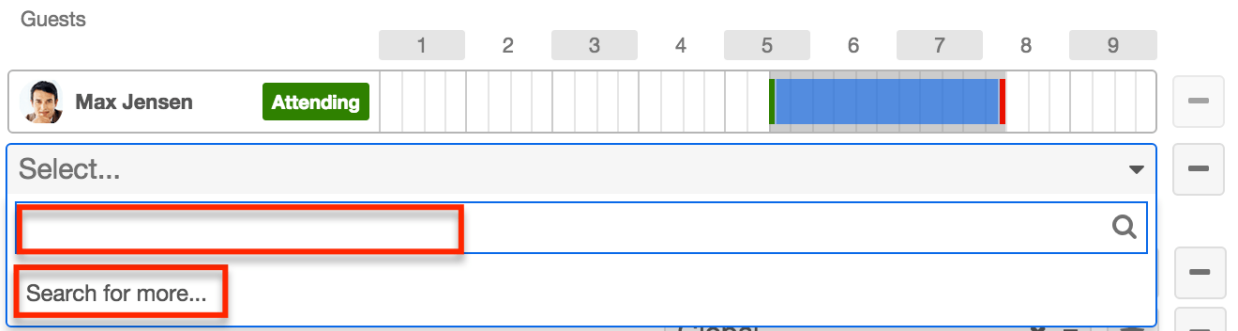 Guests
1 2 3 4 5 6 7 8 9
Max Jensen Attending
Select...
Search for more...